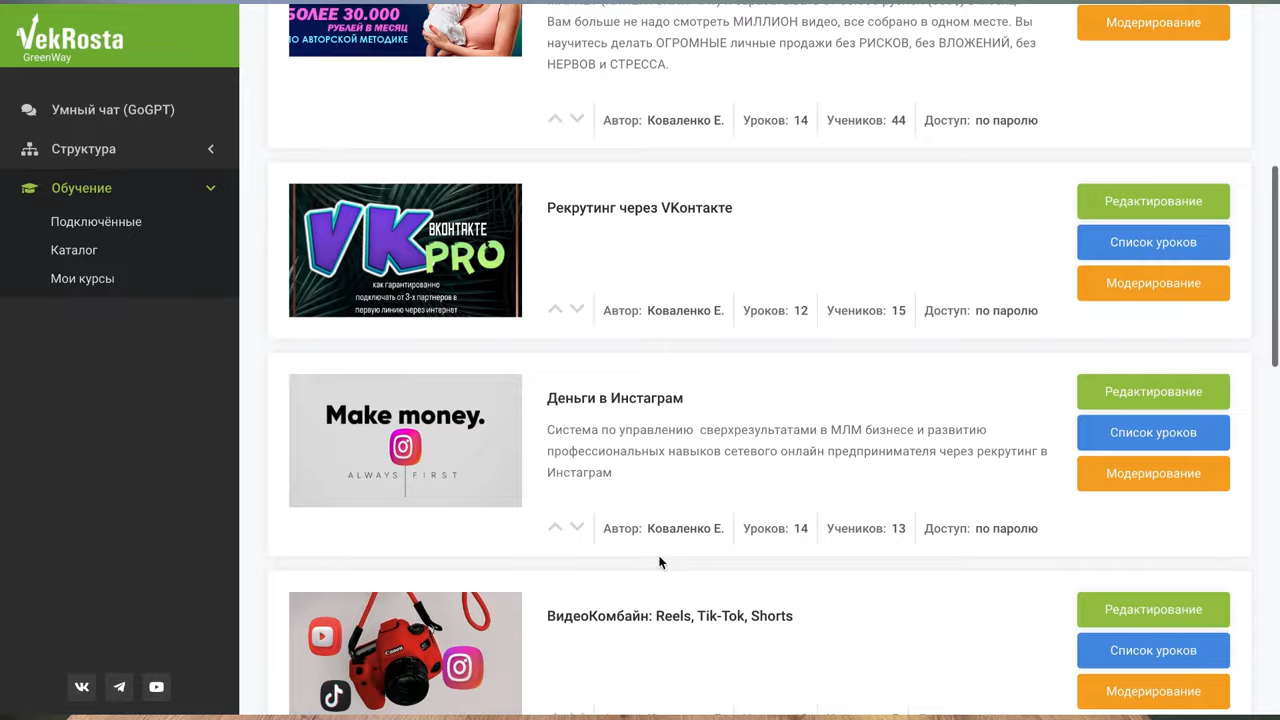 VekRosta
GreenWay
Умный чат (GoGPT)
Структура
Обучение
Подключённые
Каталог
Мои курсы
БОЛЕЕ 30.000
РУБЛЕЙ В МЕСЯЦ
ПО АВТОРСКОЙ МЕТОДИКЕ
Вам больше не надо смотреть МИЛЛИОН видео, все собрано в одном месте. Вы
научитесь делать ОГРОМНЫЕ личные продажи без РИСКОВ, без ВЛОЖЕНИЙ, без
НЕРВОВ и СТРЕССА.
Автор: Коваленко Е. Уроков: 14 Учеников: 44 Доступ: по паролю
Модерирование
VK ВКОНТАКТЕ
PRO
как гарантированно
подключать от 3-х партнеров в
первую линию через интернет
Рекрутинг через VKонтакте
Автор: Коваленко Е. Уроков: 12 Учеников: 15 Доступ: по паролю
Редактирование
Список уроков
Модерирование
Make money.
ALWAYS FIRST
Деньги в Инстаграм
Система по управлению сверхрезультатами в МЛМ бизнесе и развитию
профессиональных навыков сетевого онлайн предпринимателя через рекрутинг в
Инстаграм
Автор: Коваленко Е. Уроков: 14 Учеников: 13 Доступ: по паролю
Редактирование
Список уроков
Модерирование
Canon
ВидеоКомбайн: Reels, Tik-Tok, Shorts
Редактирование
Список уроков
Модерирование